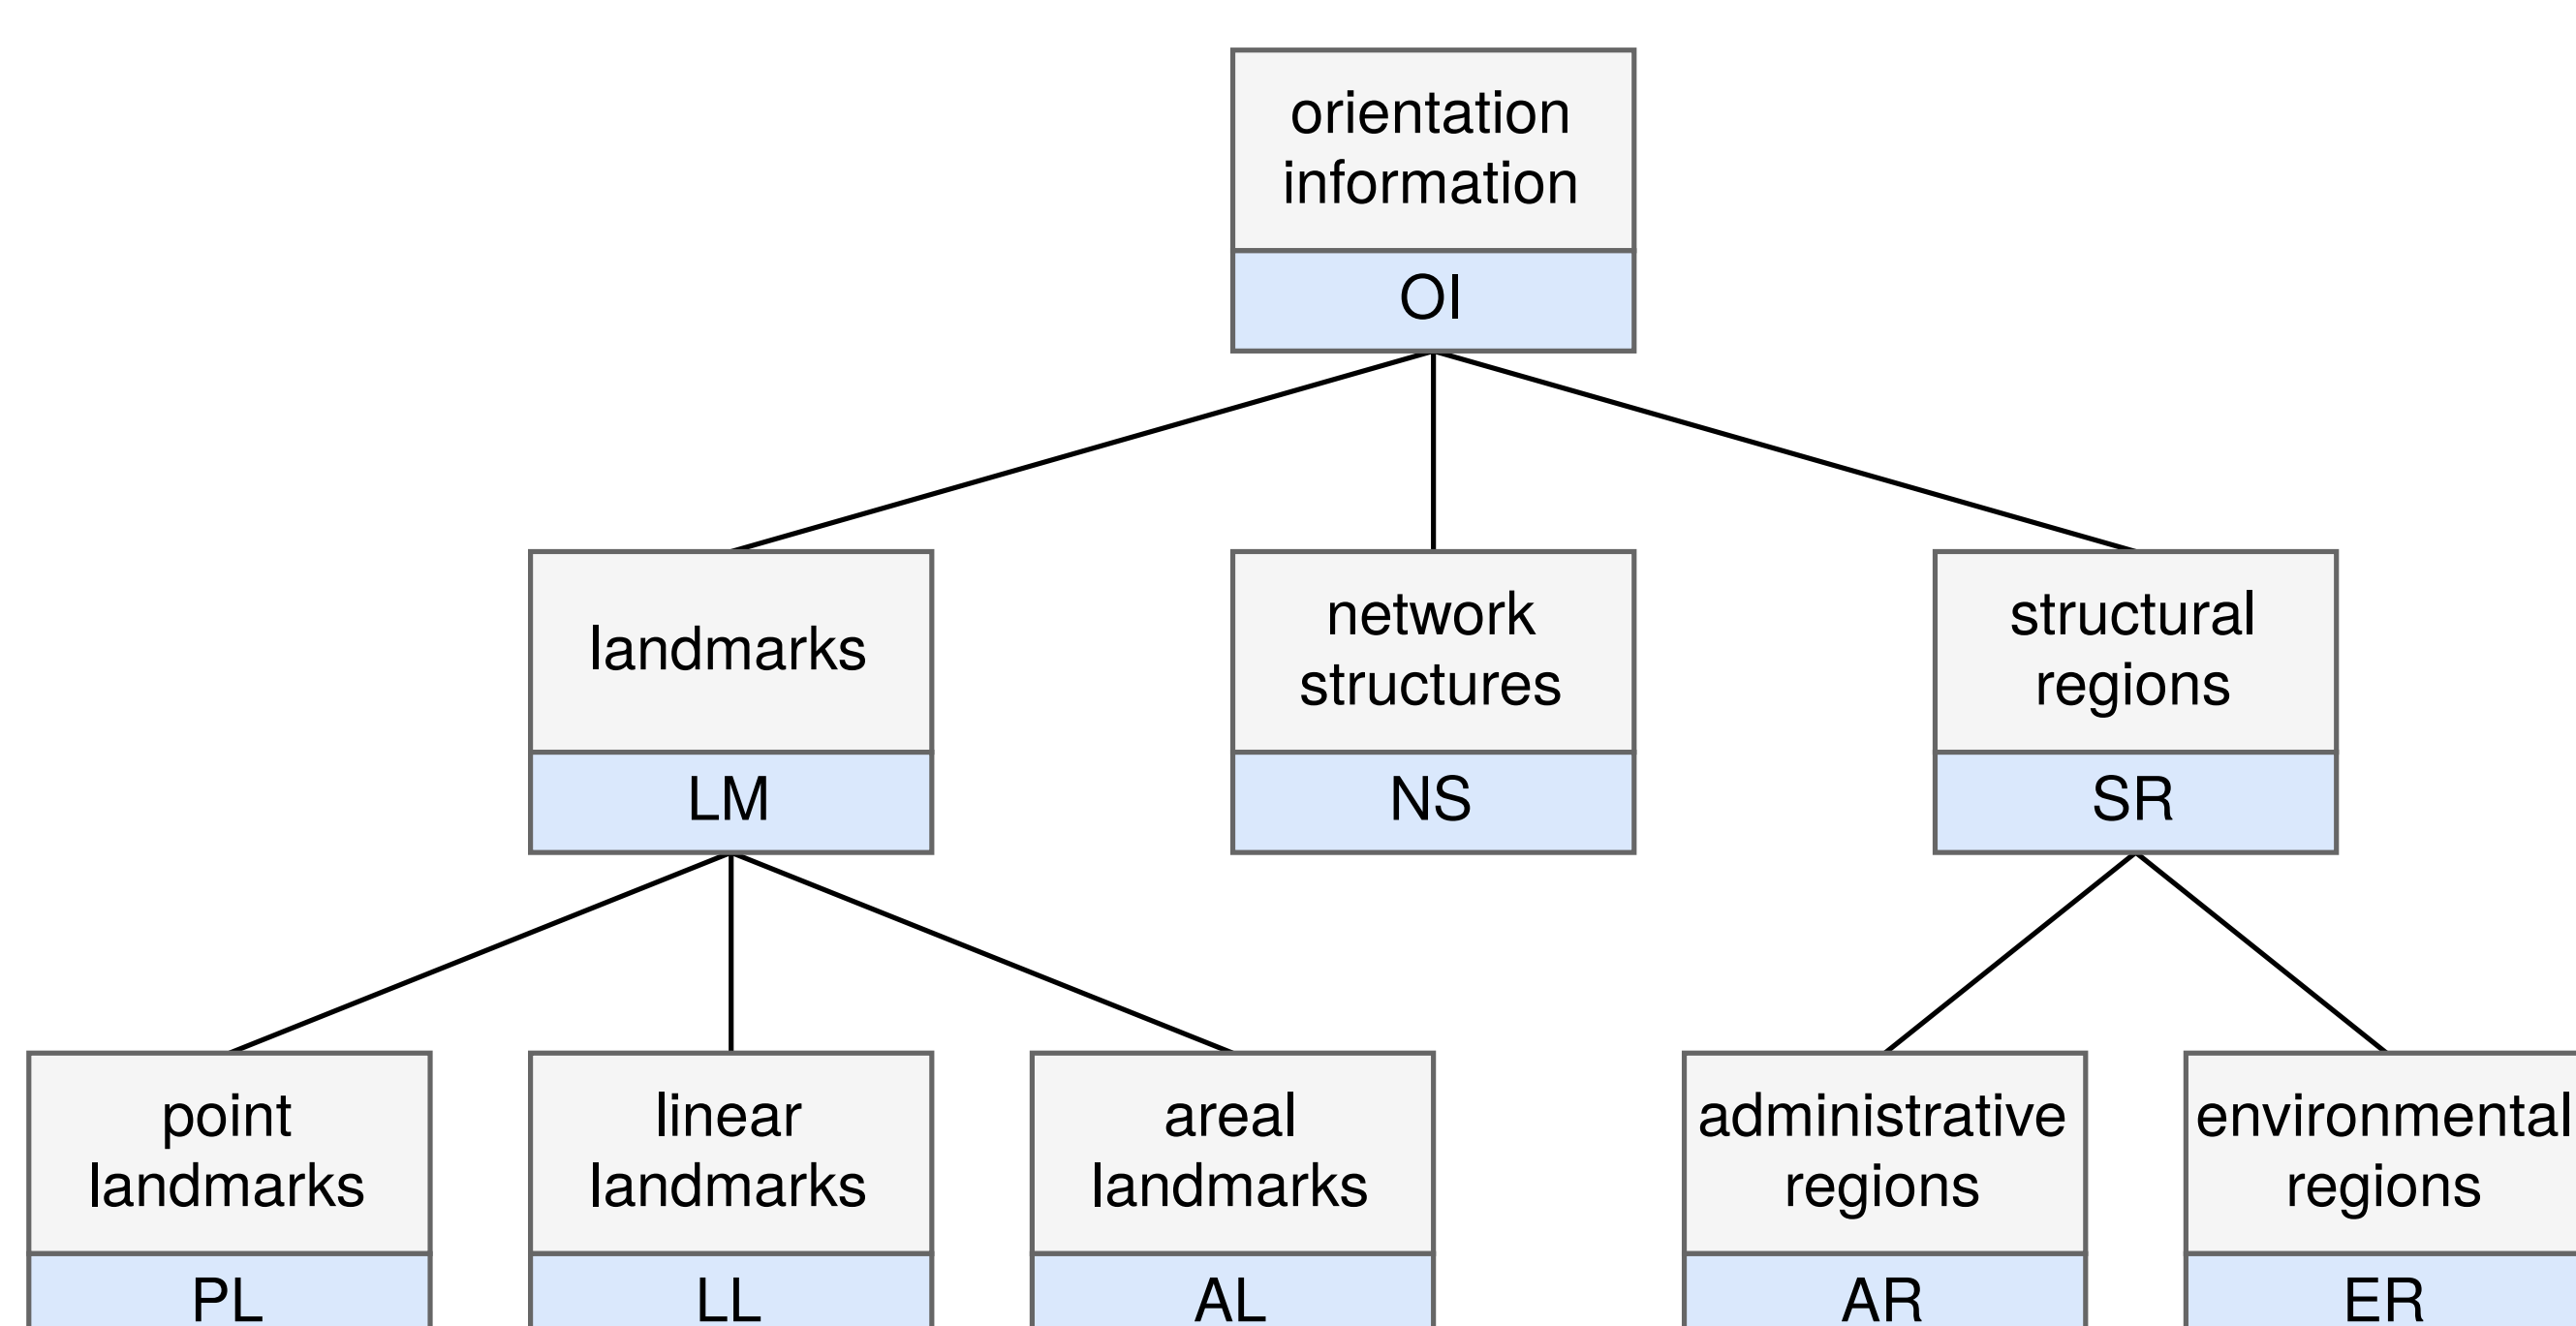 orientation
information
OI
landmarks
LM
network
structures
NS
structural
regions
SR
point
landmarks
PL
linear
landmarks
LL
areal
landmarks
AL
administrative
regions
AR
environmental
regions
ER